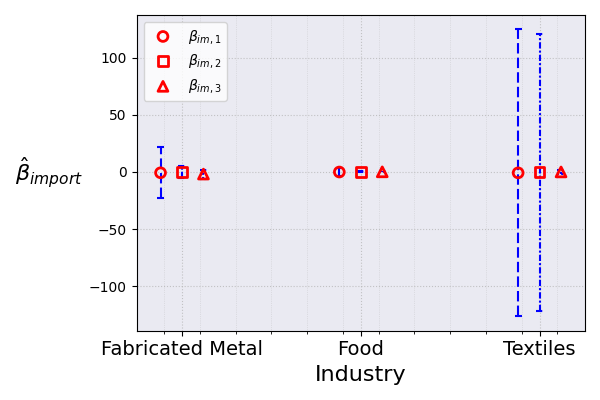 β̂_import
100
50
0
−50
−100
β_im,1
β_im,2
β_im,3
Fabricated Metal Food Textiles
Industry